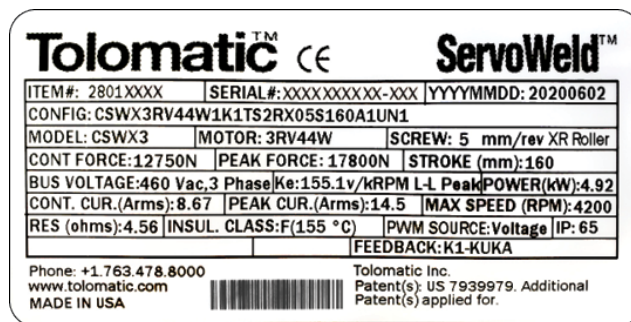 Tolomatic™ CE ServoWeld™
ITEM#: 2801XXXX SERIAL#:XXXXXXXXXX-XXX YYYYMMDD: 20200602
CONFIG: CSWX3RV44W1K1TS2RX05S160A1UN1
MODEL: CSWX3 MOTOR: 3RV44W SCREW: 5 mm/rev XR Roller
CONT FORCE:12750N PEAK FORCE: 17800N STROKE (mm):160
BUS VOLTAGE:460 Vac,3 Phase Ke:155.1v/kRPM L-L Peak POWER(kW):4.92
CONT. CUR.(Arms):8.67 PEAK CUR.(Arms):14.5 MAX SPEED (RPM):4200
RES (ohms):4.56 INSUL. CLASS:F(155 °C) PWM SOURCE:Voltage IP: 65
FEEDBACK:K1-KUKA
Phone: +1.763.478.8000
www.tolomatic.com
MADE IN USA
Tolomatic Inc.
Patent(s): US 7939979. Additional
Patent(s) applied for.